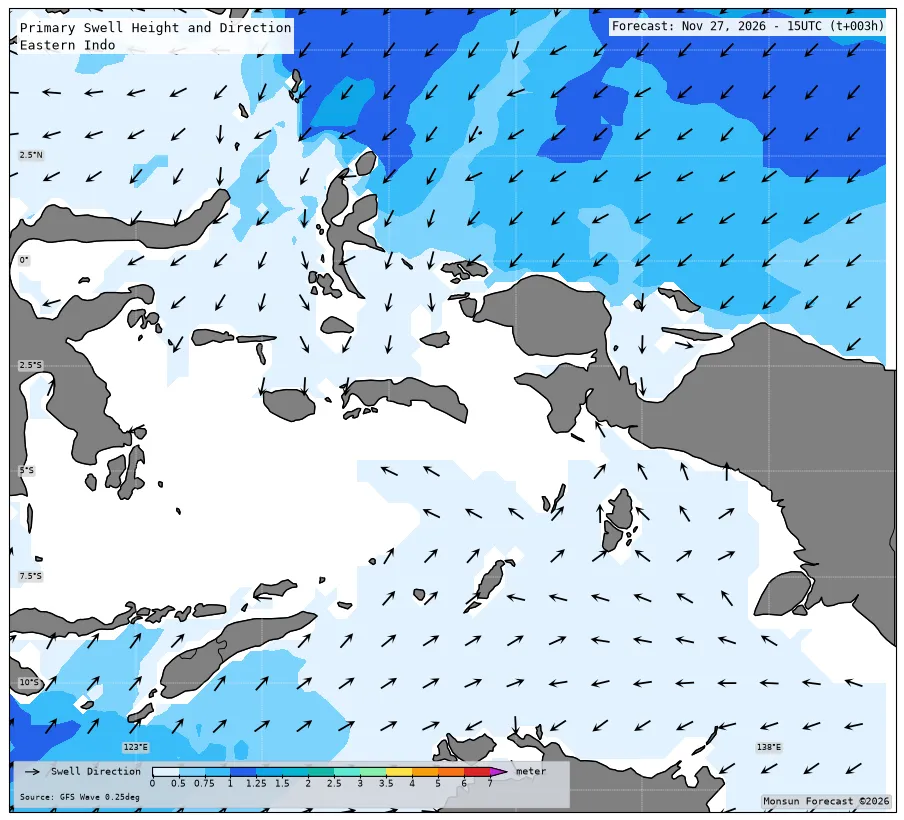 Primary Swell Height and Direction
Eastern Indo
Forecast: Nov 27, 2026 - 15UTC (t+003h)
2.5°N
0°
2.5°S
5°S
7.5°S
10°S
123°E
138°E
Swell Direction
0 0.5 0.75 1 1.25 1.5 2 2.5 3 3.5 4 5 6 7
meter
Source: GFS Wave 0.25deg
Monsun Forecast ©2026